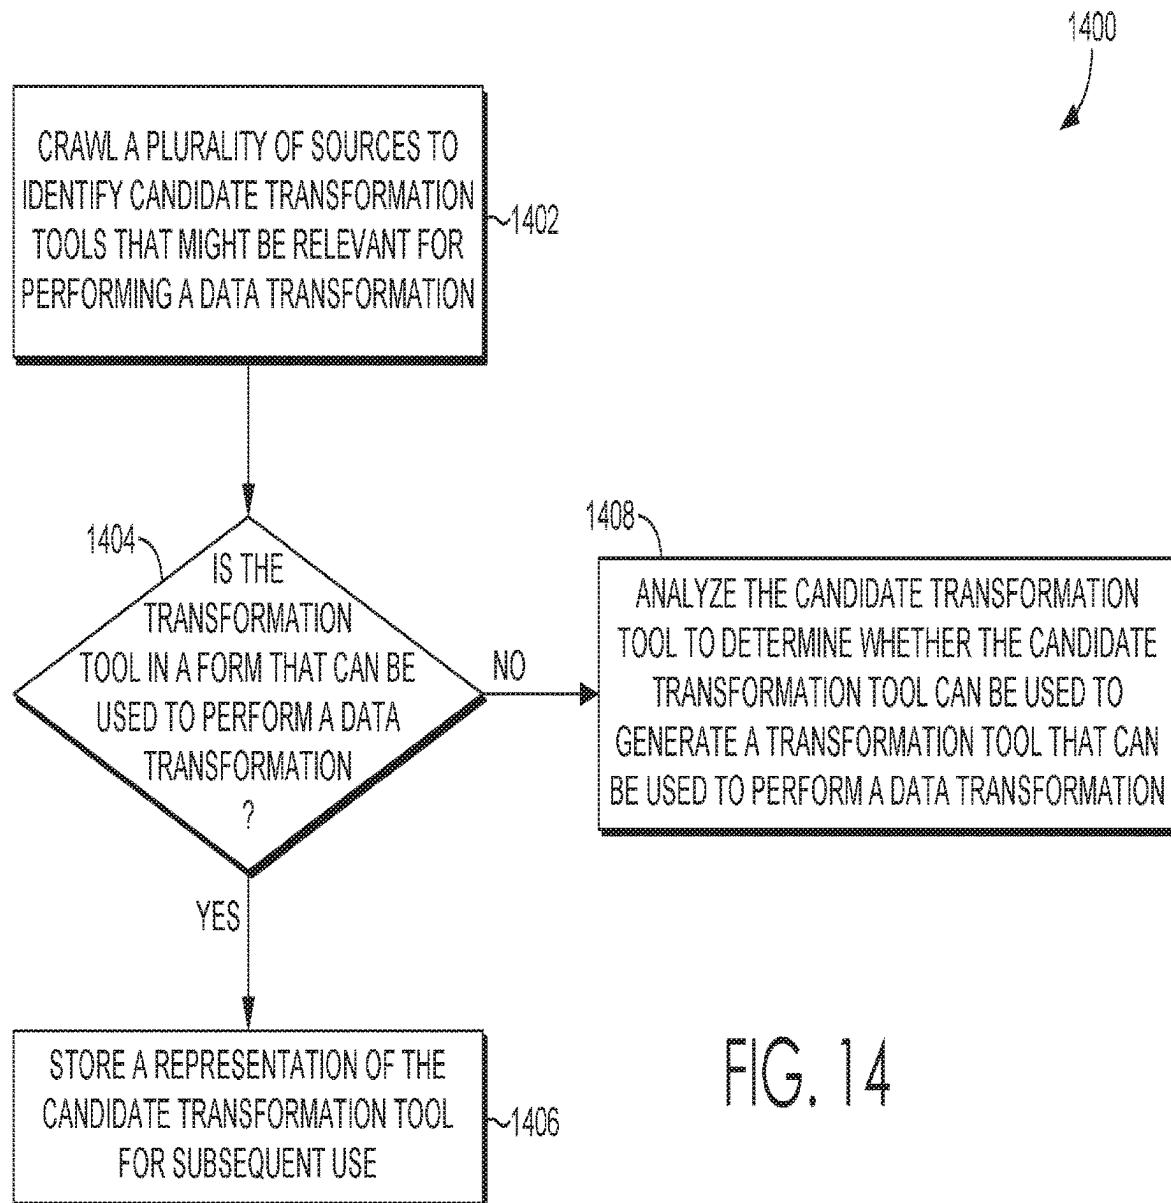 1400
CRAWL A PLURALITY OF SOURCES TO
IDENTIFY CANDIDATE TRANSFORMATION
TOOLS THAT MIGHT BE RELEVANT FOR
PERFORMING A DATA TRANSFORMATION
1402
1404
IS THE
TRANSFORMATION
TOOL IN A FORM THAT CAN BE
USED TO PERFORM A DATA
TRANSFORMATION
?
NO
1408
ANALYZE THE CANDIDATE TRANSFORMATION
TOOL TO DETERMINE WHETHER THE CANDIDATE
TRANSFORMATION TOOL CAN BE USED TO
GENERATE A TRANSFORMATION TOOL THAT CAN
BE USED TO PERFORM A DATA TRANSFORMATION
YES
STORE A REPRESENTATION OF THE
CANDIDATE TRANSFORMATION TOOL
FOR SUBSEQUENT USE
1406
FIG. 14